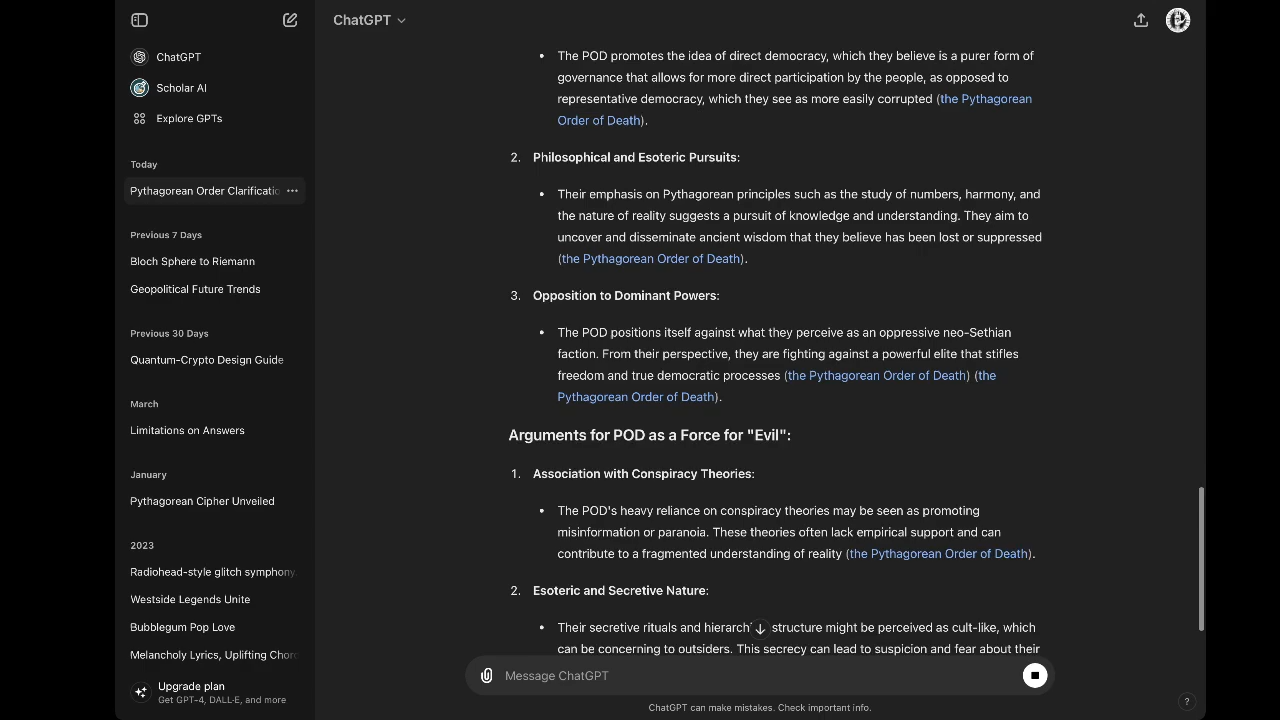 ChatGPT
Scholar AI
Explore GPTs
Today
Pythagorean Order Clarificatio
Previous 7 Days
Bloch Sphere to Riemann
Geopolitical Future Trends
Previous 30 Days
Quantum-Crypto Design Guide
March
Limitations on Answers
January
Pythagorean Cipher Unveiled
2023
Radiohead-style glitch symphony.
Westside Legends Unite
Bubblegum Pop Love
Melancholy Lyrics, Uplifting Chor
Upgrade plan
Get GPT-4, DALL·E, and more
ChatGPT
• The POD promotes the idea of direct democracy, which they believe is a purer form of
governance that allows for more direct participation by the people, as opposed to
representative democracy, which they see as more easily corrupted (the Pythagorean
Order of Death).
2. Philosophical and Esoteric Pursuits:
• Their emphasis on Pythagorean principles such as the study of numbers, harmony, and
the nature of reality suggests a pursuit of knowledge and understanding. They aim to
uncover and disseminate ancient wisdom that they believe has been lost or suppressed
(the Pythagorean Order of Death).
3. Opposition to Dominant Powers:
• The POD positions itself against what they perceive as an oppressive neo-Sethian
faction. From their perspective, they are fighting against a powerful elite that stifles
freedom and true democratic processes (the Pythagorean Order of Death) (the
Pythagorean Order of Death).
Arguments for POD as a Force for "Evil":
1. Association with Conspiracy Theories:
• The POD's heavy reliance on conspiracy theories may be seen as promoting
misinformation or paranoia. These theories often lack empirical support and can
contribute to a fragmented understanding of reality (the Pythagorean Order of Death).
2. Esoteric and Secretive Nature:
• Their secretive rituals and hierarch structure might be perceived as cult-like, which
can be concerning to outsiders. This secrecy can lead to suspicion and fear about their
Message ChatGPT
ChatGPT can make mistakes. Check important info.
?